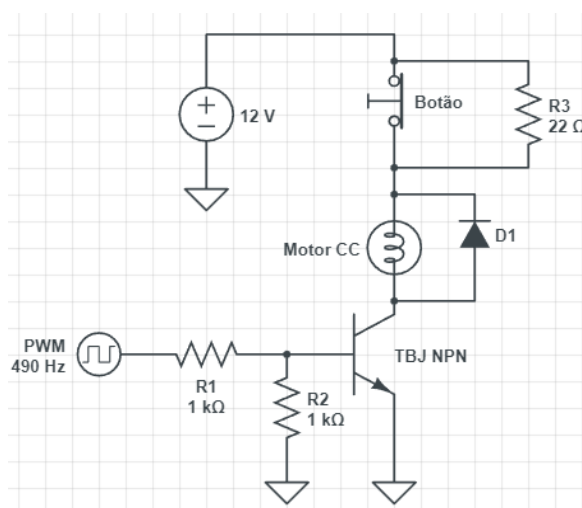 12 V
Botão
R3
22 Ω
Motor CC
D1
PWM
490 Hz
R1
1 kΩ
R2
1 kΩ
TBJ NPN